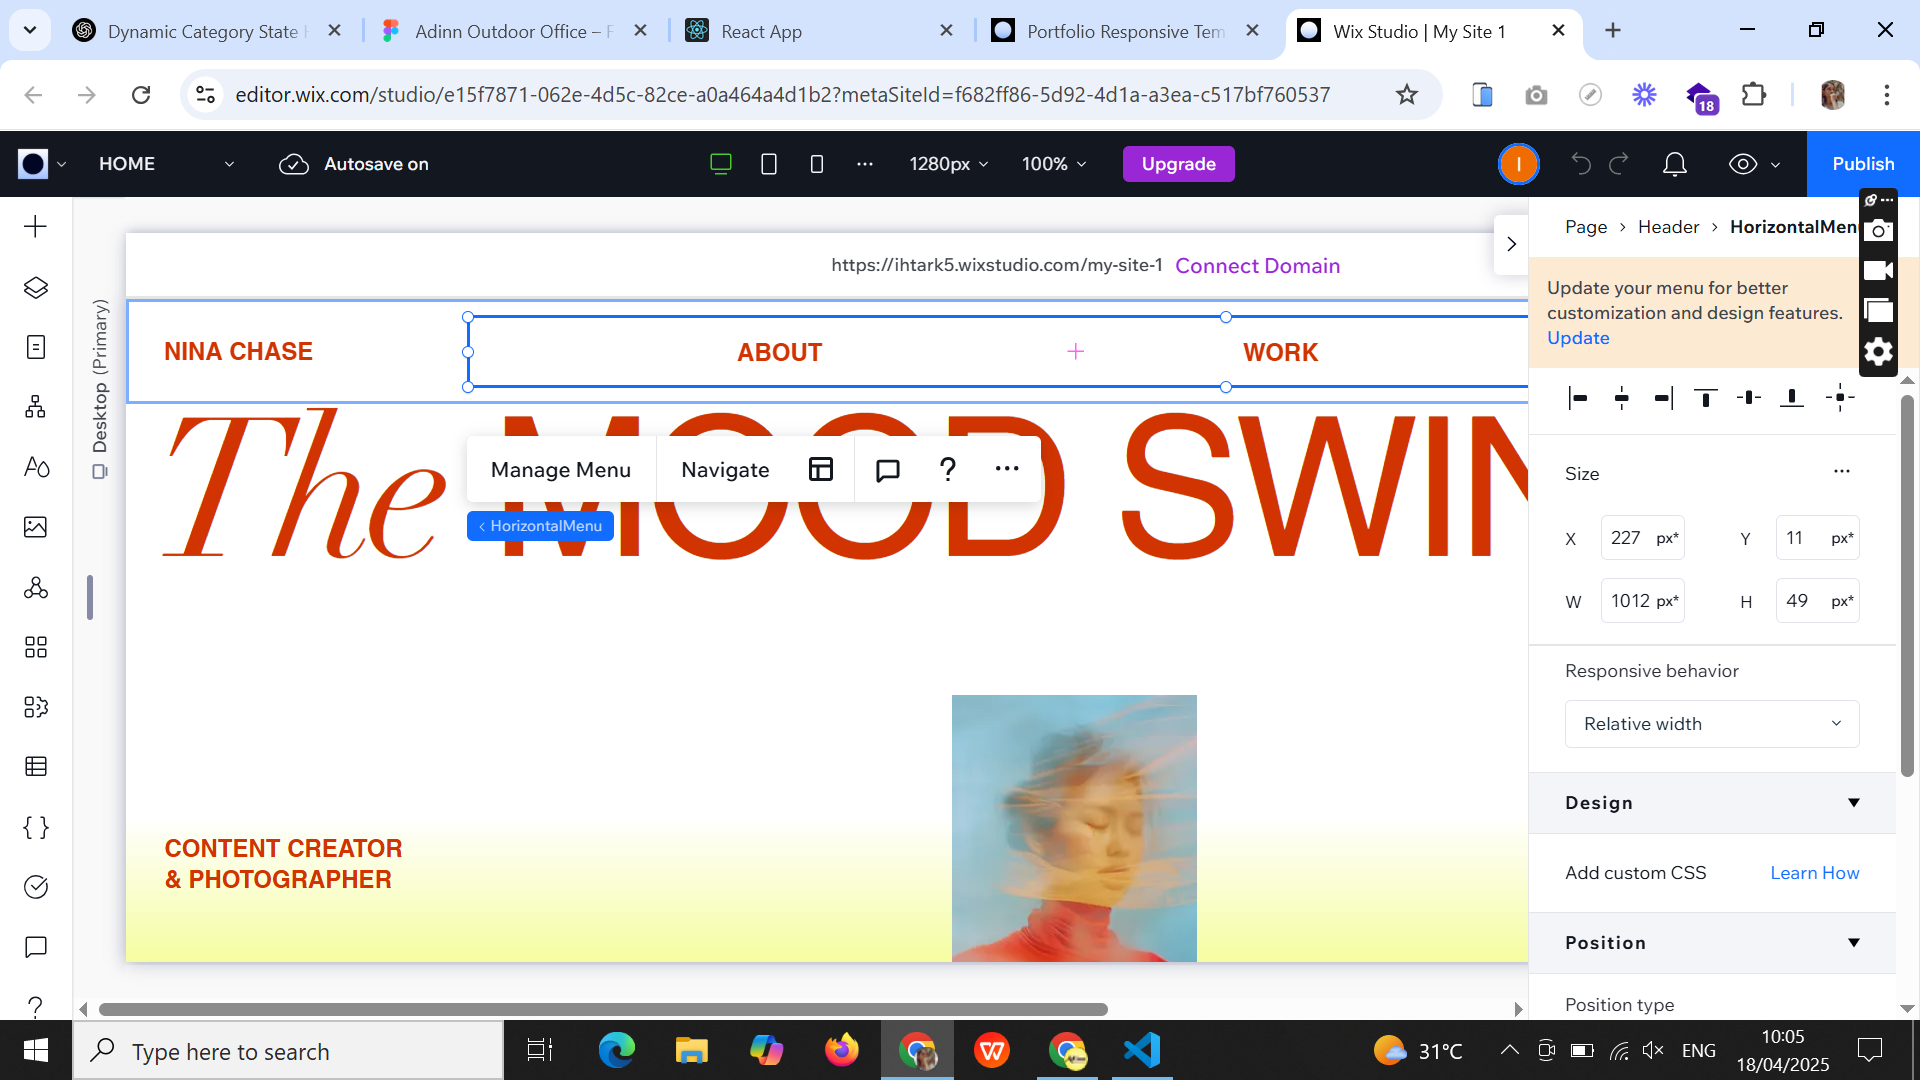 Dynamic Category State
Adinn Outdoor Office –
React App
Portfolio Responsive Tem
Wix Studio | My Site 1
editor.wix.com/studio/e15f7871-062e-4d5c-82ce-a0a464a4d1b2?metaSiteId=f682ff86-5d92-4d1a-a3ea-c517bf760537
18
HOME
Autosave on
1280px
100%
Upgrade
I
Publish
https://ihtark5.wixstudio.com/my-site-1 Connect Domain
Desktop (Primary)
NINA CHASE
ABOUT
WORK
The MOOD SWIN
Manage Menu
Navigate
?
HorizontalMenu
CONTENT CREATOR
& PHOTOGRAPHER
Page > Header > HorizontalMenu
Update your menu for better
customization and design features.
Update
Size
X 227 px* Y 11 px*
W 1012 px* H 49 px*
Responsive behavior
Relative width
Design
Add custom CSS Learn How
Position
Position type
Type here to search
31°C
ENG
10:05
18/04/2025